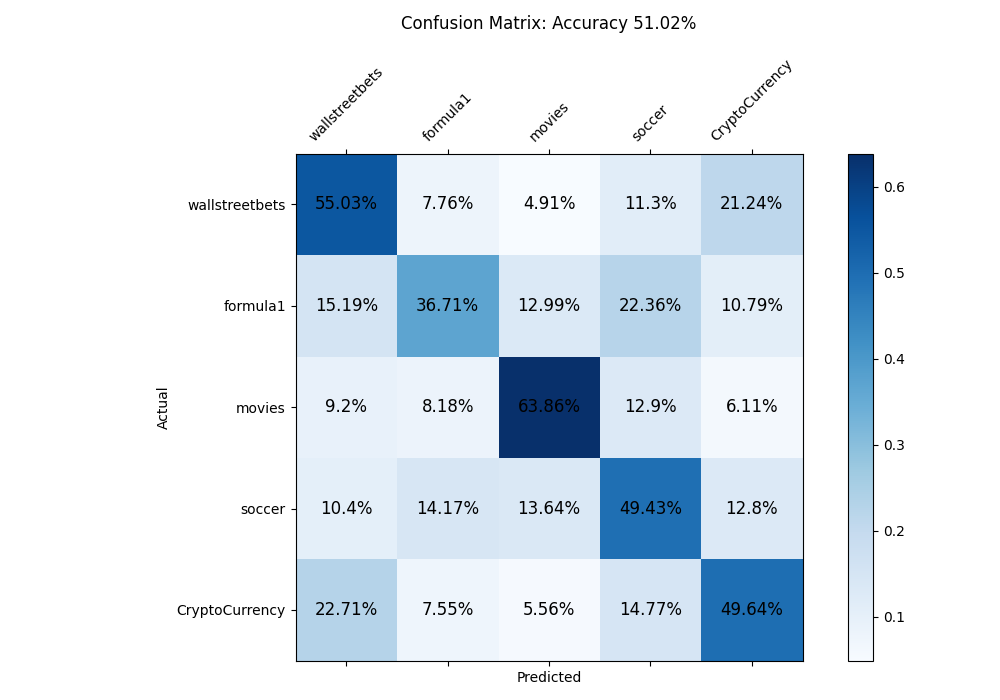 Confusion Matrix: Accuracy 51.02%
wallstreetbets formula1 movies soccer CryptoCurrency
wallstreetbets 55.03% 7.76% 4.91% 11.3% 21.24%
formula1 15.19% 36.71% 12.99% 22.36% 10.79%
movies 9.2% 8.18% 63.86% 12.9% 6.11%
soccer 10.4% 14.17% 13.64% 49.43% 12.8%
CryptoCurrency 22.71% 7.55% 5.56% 14.77% 49.64%
Actual
Predicted
0.6
0.5
0.4
0.3
0.2
0.1